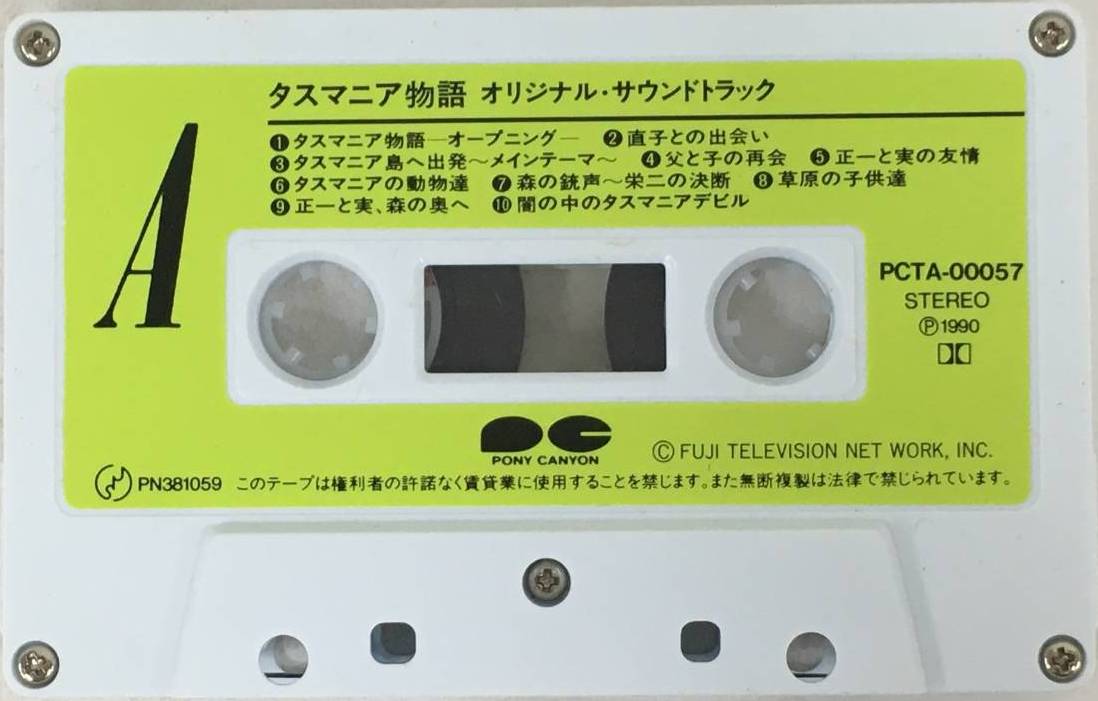 タスマニア物語 オリジナル・サウンドトラック
❶タスマニア物語―オープニング― ❷直子との出会い
❸タスマニア島へ出発〜メインテーマ〜 ❹父と子の再会 ❺正一と実の友情
❻タスマニアの動物達 ❼森の銃声〜栄二の決断 ❽草原の子供達
❾正一と実、森の奥へ ❿闇の中のタスマニアデビル
A
PCTA-00057
STEREO
Ⓟ1990
PONY CANYON
© FUJI TELEVISION NET WORK, INC.
PN381059 このテープは権利者の許諾なく賃貸業に使用することを禁じます。また無断複製は法律で禁じられています。